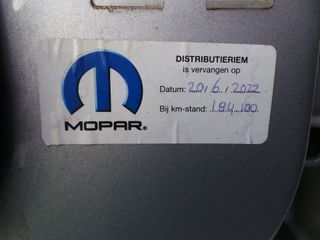 DISTRIBUTIERIEM
is vervangen op
Datum: 20/6/2022
Bij km-stand: 194.100
MOPAR®